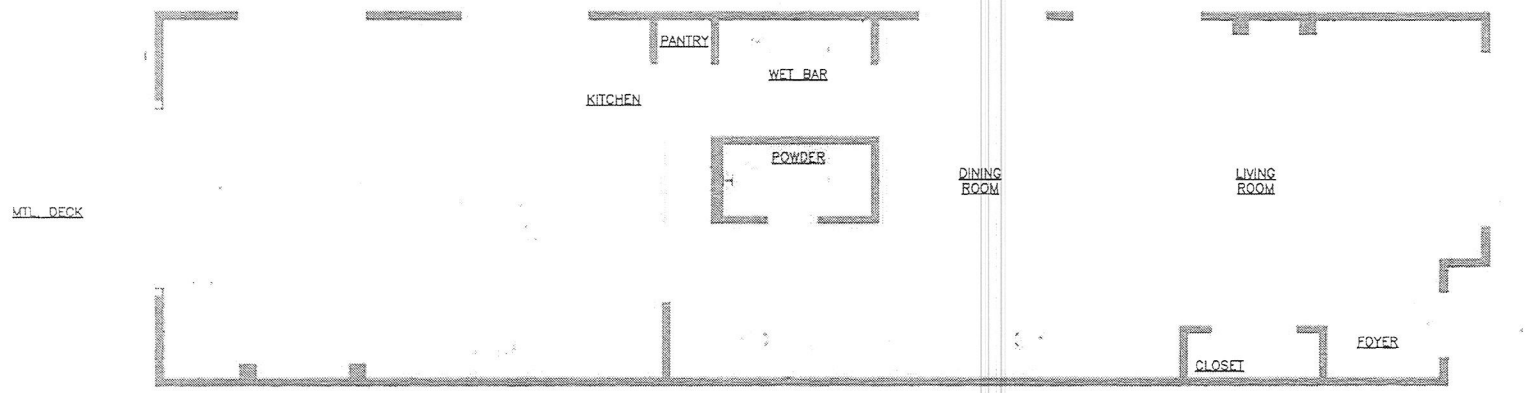 PANTRY
WET BAR
KITCHEN
POWDER
DINING
ROOM
LIVING
ROOM
MTL. DECK
FOYER
CLOSET